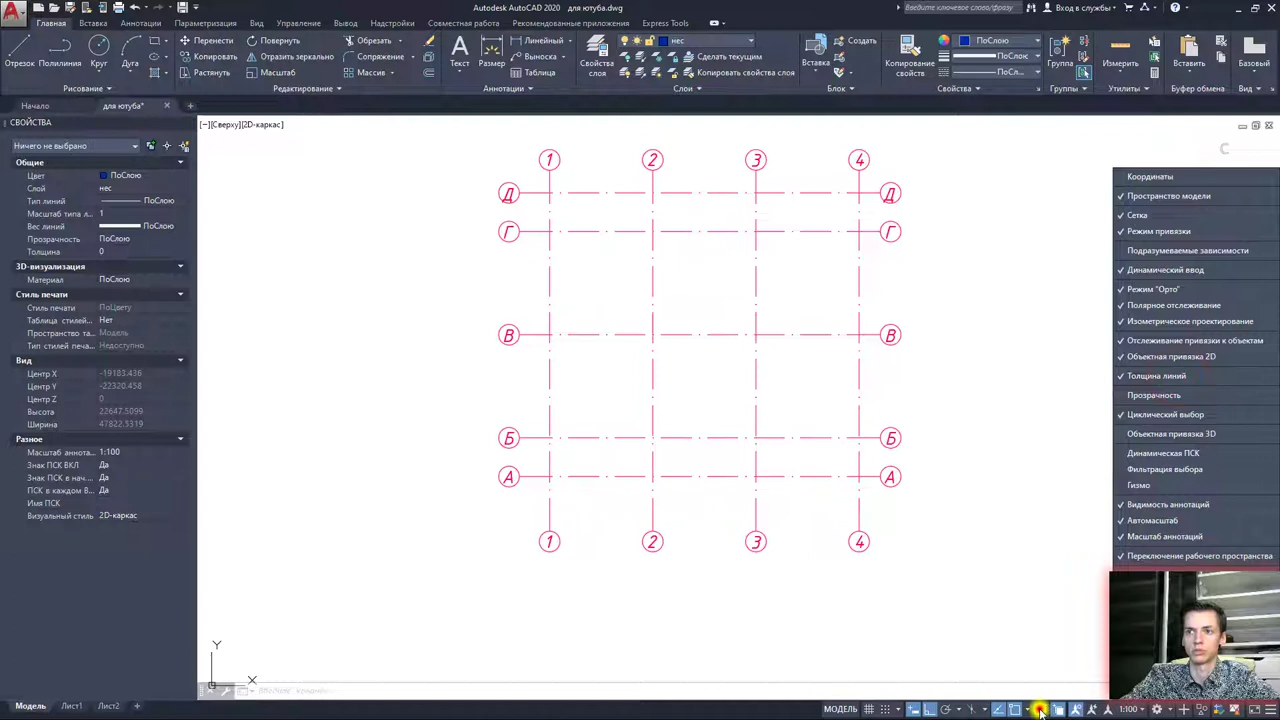 Autodesk AutoCAD для ютуба.dwg
Введите ключевое слово/фразу
Вход в службы
Главная Вставка Аннотации Параметризация Вид Управление Вывод Надстройки Совместная работа Рекомендованные приложения Express Tools
Отрезок Полилиния Круг Дуга
Перенести Повернуть Обрезать
Копировать Отразить зеркально Сопряжение
Растянуть Масштаб Массив
Текст Размер
Линейный
Выноска
Таблица
Свойства слоя
нес
Сделать текущим
Копировать свойства слоя
Вставка
Создать
Копирование свойств
ПоСлою
ПоСлок
ПоСл...
Группа Измерить Вставить Базовый
Рисование Редактирование Аннотации Слои Блок Свойства Группы Утилиты Буфер обмена Вид
Начало для ютуба*
СВОЙСТВА
Ничего не выбрано
Общие
Цвет ПоСлою
Слой нес
Тип линий ПоСлою
Масштаб типа л... 1
Вес линий ПоСлою
Прозрачность ПоСлою
Толщина 0
3D-визуализация
Материал ПоСлою
Стиль печати
Стиль печати ПоЦвету
Таблица стилей... Нет
Пространство та... Модель
Тип стилей печа... Недоступно
Вид
Центр X -19183.436
Центр Y -22320.458
Центр Z 0
Высота 22647.5099
Ширина 47822.5319
Разное
Масштаб аннота... 1:100
Знак ПСК ВКЛ Да
Знак ПСК в нач.... Да
ПСК в каждом В... Да
Имя ПСК
Визуальный стиль 2D-каркас
[−][Сверху][2D-каркас]
1 2 3 4
Д Д
Г Г
В В
Б Б
А А
1 2 3 4
Y
X
С
Координаты
Пространство модели
Сетка
Режим привязки
Подразумеваемые зависимости
Динамический ввод
Режим "Орто"
Полярное отслеживание
Изометрическое проектирование
Отслеживание привязки к объектам
Объектная привязка 2D
Толщина линий
Прозрачность
Циклический выбор
Объектная привязка 3D
Динамическая ПСК
Фильтрация выбора
Гизмо
Видимость аннотаций
Автомасштаб
Масштаб аннотаций
Переключение рабочего пространства
Модель Лист1 Лист2 +
МОДЕЛЬ
1:100